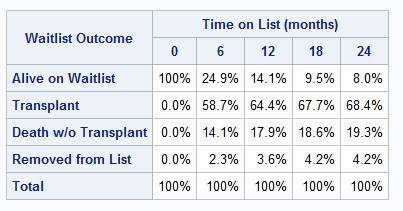 Waitlist Outcome
Time on List (months)
0 6 12 18 24
Alive on Waitlist 100% 24.9% 14.1% 9.5% 8.0%
Transplant 0.0% 58.7% 64.4% 67.7% 68.4%
Death w/o Transplant 0.0% 14.1% 17.9% 18.6% 19.3%
Removed from List 0.0% 2.3% 3.6% 4.2% 4.2%
Total 100% 100% 100% 100% 100%